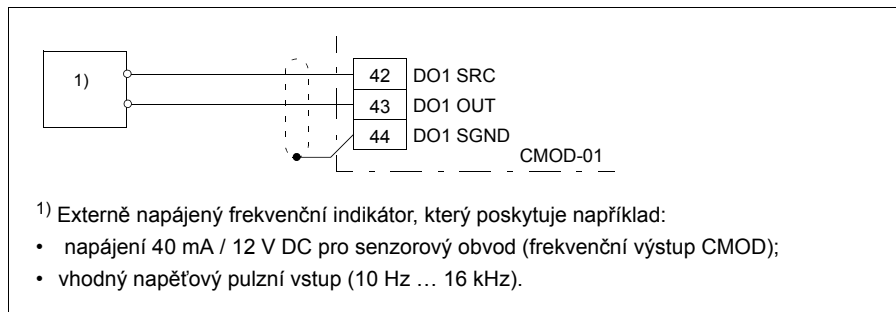 1)
42 DO1 SRC
43 DO1 OUT
44 DO1 SGND
CMOD-01
1) Externě napájený frekvenční indikátor, který poskytuje například:
• napájení 40 mA / 12 V DC pro senzorový obvod (frekvenční výstup CMOD);
• vhodný napěťový pulzní vstup (10 Hz … 16 kHz).